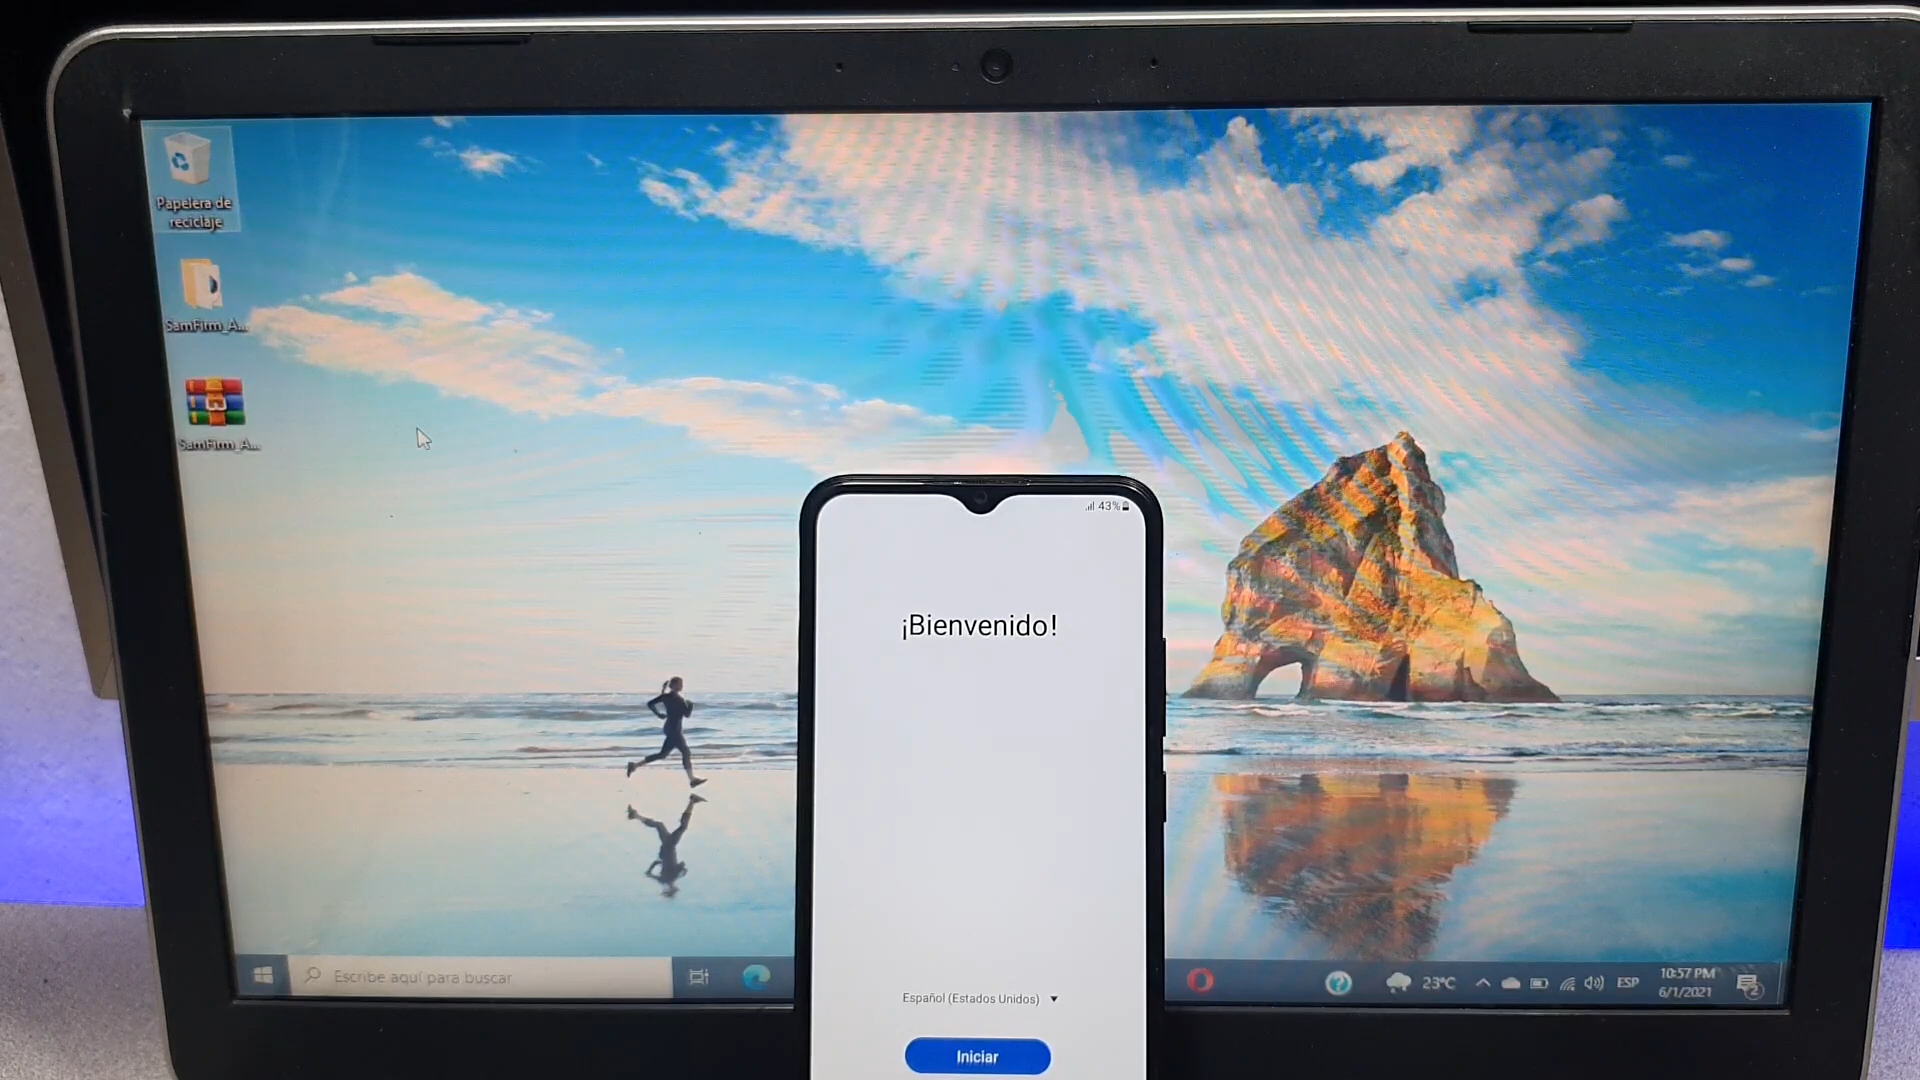 Papelera de
reciclaje
SamFirm_A...
SamFirm_A...
43%
¡Bienvenido!
Español (Estados Unidos)
Iniciar
Escribe aquí para buscar
23°C
ESP
10:57 PM
6/1/2021
2